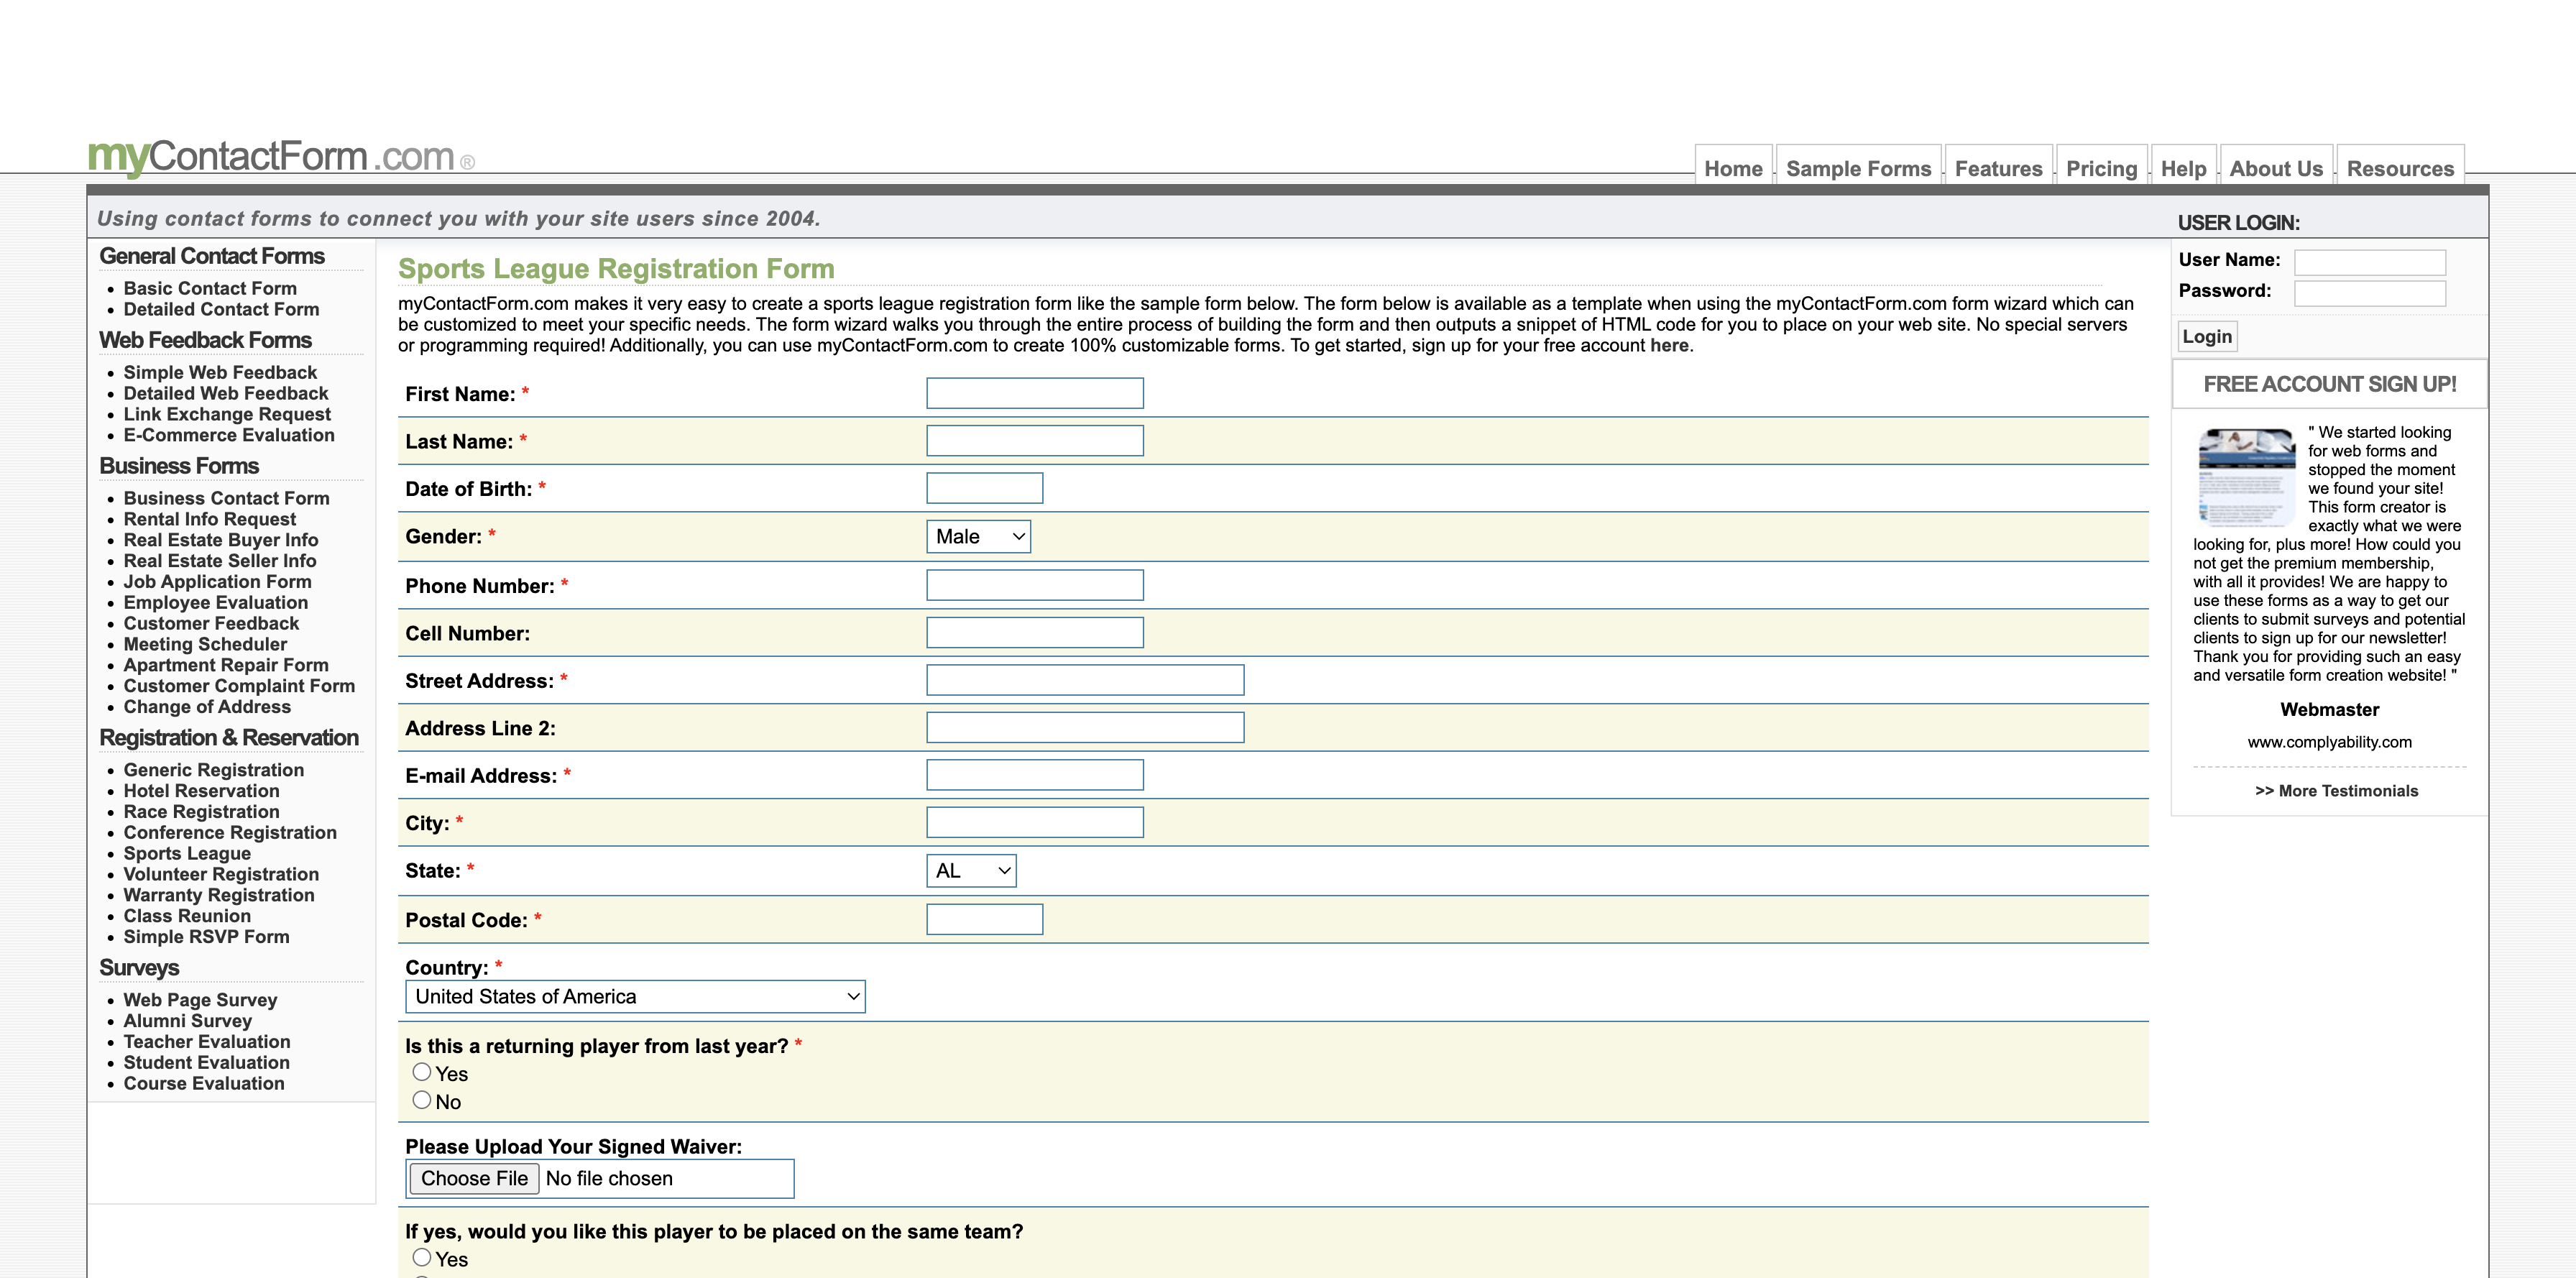 myContactForm.com®
Home
Sample Forms
Features
Pricing
Help
About Us
Resources
Using contact forms to connect you with your site users since 2004.
USER LOGIN:
General Contact Forms
Basic Contact Form
Detailed Contact Form
Web Feedback Forms
Simple Web Feedback
Detailed Web Feedback
Link Exchange Request
E-Commerce Evaluation
Business Forms
Business Contact Form
Rental Info Request
Real Estate Buyer Info
Real Estate Seller Info
Job Application Form
Employee Evaluation
Customer Feedback
Meeting Scheduler
Apartment Repair Form
Customer Complaint Form
Change of Address
Registration & Reservation
Generic Registration
Hotel Reservation
Race Registration
Conference Registration
Sports League
Volunteer Registration
Warranty Registration
Class Reunion
Simple RSVP Form
Surveys
Web Page Survey
Alumni Survey
Teacher Evaluation
Student Evaluation
Course Evaluation
Sports League Registration Form
myContactForm.com makes it very easy to create a sports league registration form like the sample form below. The form below is available as a template when using the myContactForm.com form wizard which can
be customized to meet your specific needs. The form wizard walks you through the entire process of building the form and then outputs a snippet of HTML code for you to place on your web site. No special servers
or programming required! Additionally, you can use myContactForm.com to create 100% customizable forms. To get started, sign up for your free account here.
First Name: *
Last Name: *
Date of Birth: *
Gender: * Male
Phone Number: *
Cell Number:
Street Address: *
Address Line 2:
E-mail Address: *
City: *
State: * AL
Postal Code: *
Country: *
United States of America
Is this a returning player from last year? *
Yes
No
Please Upload Your Signed Waiver:
Choose File No file chosen
If yes, would you like this player to be placed on the same team?
Yes
User Name:
Password:
Login
FREE ACCOUNT SIGN UP!
" We started looking
for web forms and
stopped the moment
we found your site!
This form creator is
exactly what we were
looking for, plus more! How could you
not get the premium membership,
with all it provides! We are happy to
use these forms as a way to get our
clients to submit surveys and potential
clients to sign up for our newsletter!
Thank you for providing such an easy
and versatile form creation website! "
Webmaster
www.complyability.com
>> More Testimonials